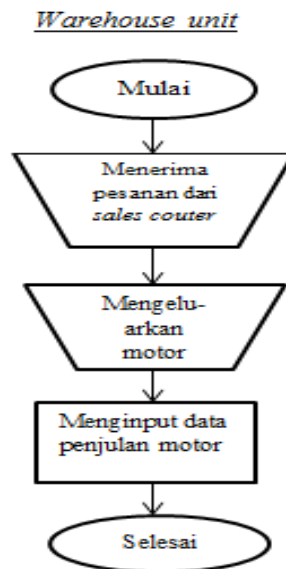 Warehouse unit
Mulai
Menerima
pesanan dari
sales couter
Mengelu-
arkan
motor
Menginput data
penjulan motor
Selesai